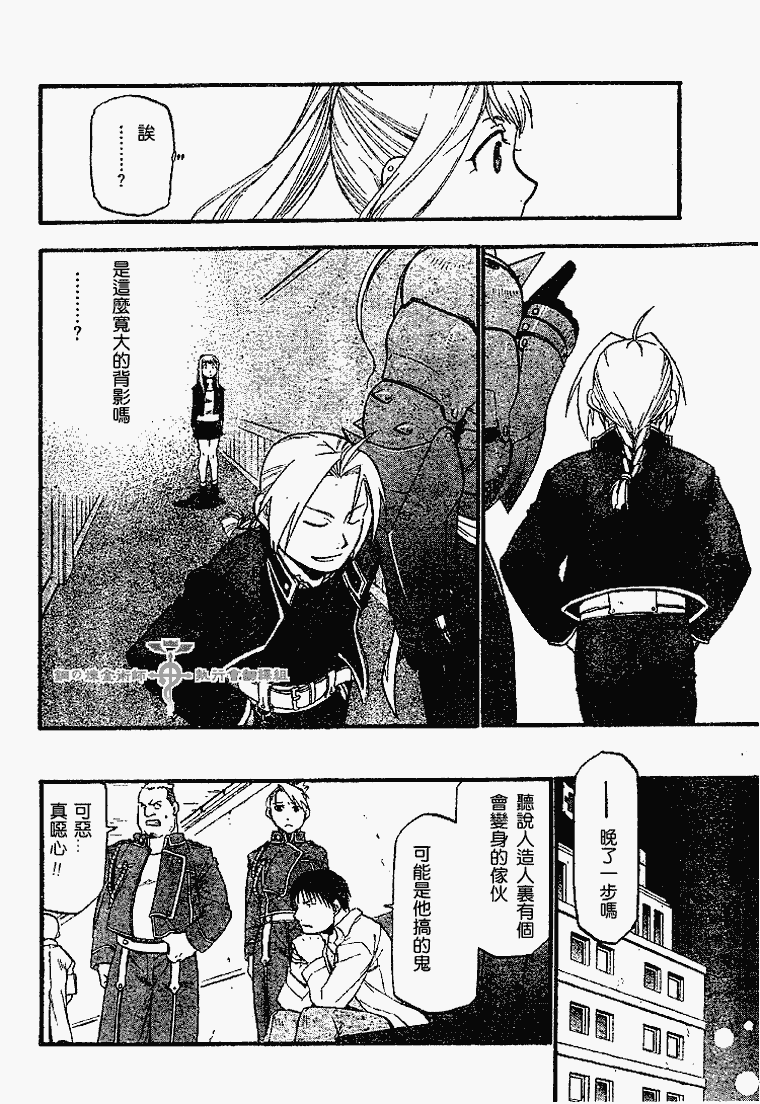 誒
………?
是這麼寬大的背影嗎
………?
鋼の煉金術師 執行會翻譯組
——晚了一步嗎
聽說人造人裏有個
會變身的傢伙
可能是他搞的鬼
可惡…
真噁心!!